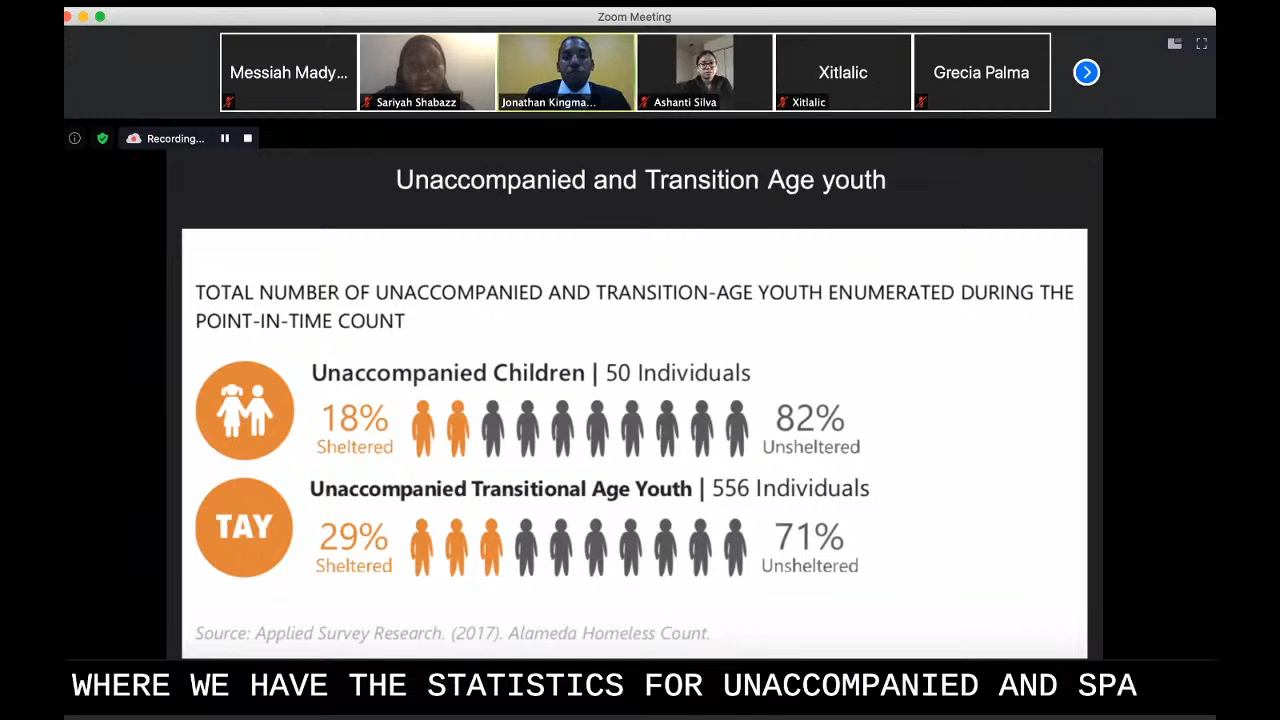 Zoom Meeting
Messiah Mady...
Sariyah Shabazz
Jonathan Kingma...
Ashanti Silva
Xitlalic
Xitlalic
Grecia Palma
Recording...
Unaccompanied and Transition Age youth
TOTAL NUMBER OF UNACCOMPANIED AND TRANSITION-AGE YOUTH ENUMERATED DURING THE
POINT-IN-TIME COUNT
Unaccompanied Children | 50 Individuals
18%
Sheltered
82%
Unsheltered
TAY
Unaccompanied Transitional Age Youth | 556 Individuals
29%
Sheltered
71%
Unsheltered
Source: Applied Survey Research. (2017). Alameda Homeless Count.
WHERE WE HAVE THE STATISTICS FOR UNACCOMPANIED AND SPA